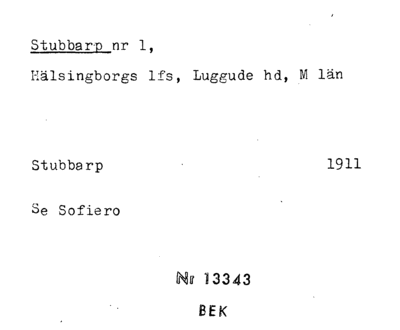 Stubbarp nr 1,
Hälsingborgs lfs, Luggude hd, M län
Stubbarp 1911
Se Sofiero
Nr 13343
BEK